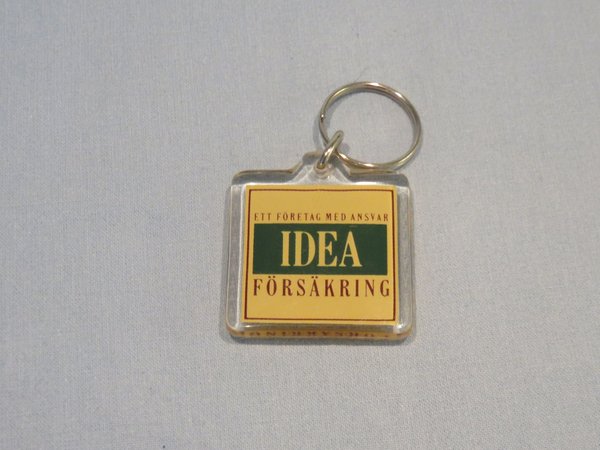 ETT FÖRETAG MED ANSVAR
IDEA
FÖRSÄKRING